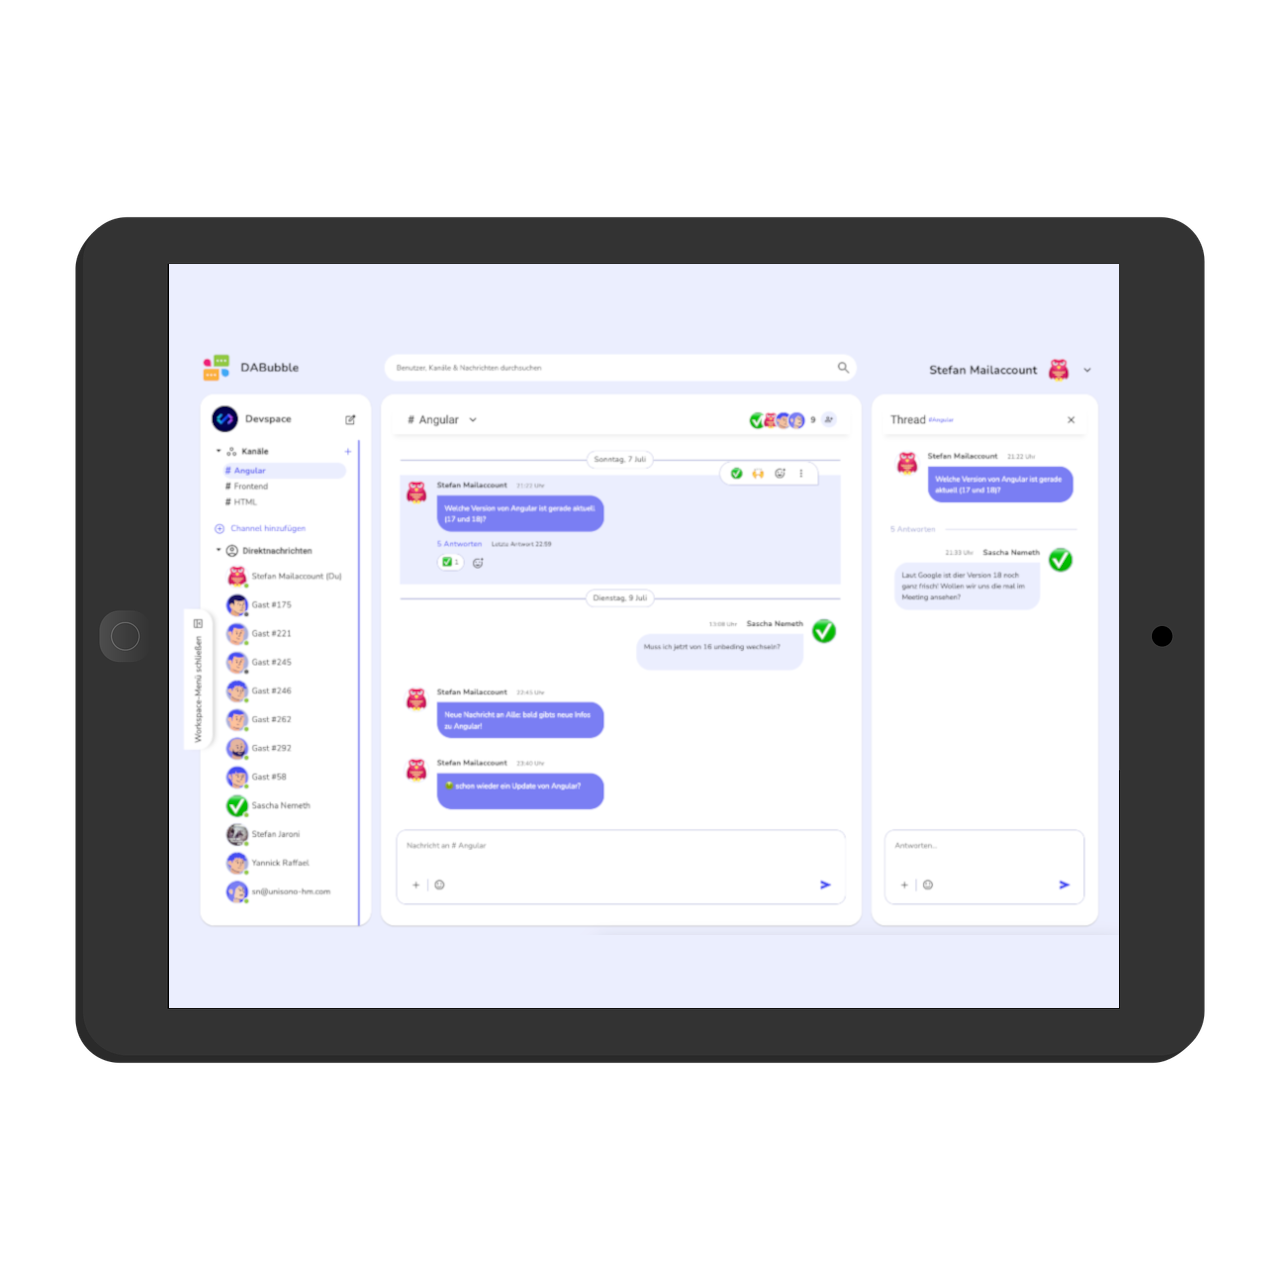 DABubble
Benutzer, Kanäle & Nachrichten durchsuchen
Stefan Mailaccount
Devspace
Kanäle
# Angular
# Frontend
# HTML
Channel hinzufügen
Direktnachrichten
Stefan Mailaccount (Du)
Gast #175
Gast #221
Gast #245
Gast #246
Gast #262
Gast #292
Gast #58
Sascha Nemeth
Stefan Jaroni
Yannick Raffael
sn@unisono-hm.com
Workspace-Menü schließen
# Angular
9
Sonntag, 7 Juli
Stefan Mailaccount 21:22 Uhr
Welche Version von Angular ist gerade aktuell
(17 und 18)?
5 Antworten Letzte Antwort 22:59
1
Dienstag, 9 Juli
13:08 Uhr Sascha Nemeth
Muss ich jetzt von 16 unbeding wechseln?
Stefan Mailaccount 23:45 Uhr
Neue Nachricht an Alle: bald gibts neue Infos
zu Angular!
Stefan Mailaccount 23:40 Uhr
schon wieder ein Update von Angular?
Nachricht an # Angular
Thread #Angular
Stefan Mailaccount 21:22 Uhr
Welche Version von Angular ist gerade
aktuell (17 und 18)?
5 Antworten
21:33 Uhr Sascha Nemeth
Laut Google ist dier Version 18 noch
ganz frisch! Wollen wir uns die mal im
Meeting ansehen?
Antworten...